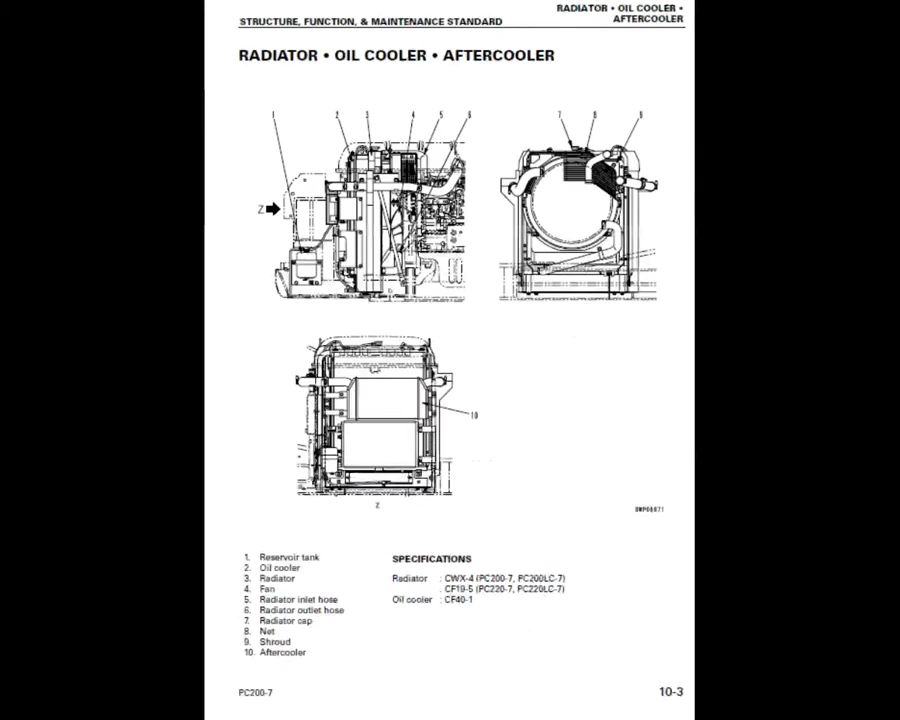 RADIATOR • OIL COOLER •
STRUCTURE, FUNCTION, & MAINTENANCE STANDARD AFTERCOOLER
RADIATOR • OIL COOLER • AFTERCOOLER
1 2 3 4 5 6 7 8 9
Z
10
Z
1. Reservoir tank
2. Oil cooler
3. Radiator
4. Fan
5. Radiator inlet hose
6. Radiator outlet hose
7. Radiator cap
8. Net
9. Shroud
10. Aftercooler
SPECIFICATIONS
Radiator : CWX-4 (PC200-7, PC200LC-7)
: CF19-5 (PC220-7, PC220LC-7)
Oil cooler : CF40-1
PC200-7 10-3